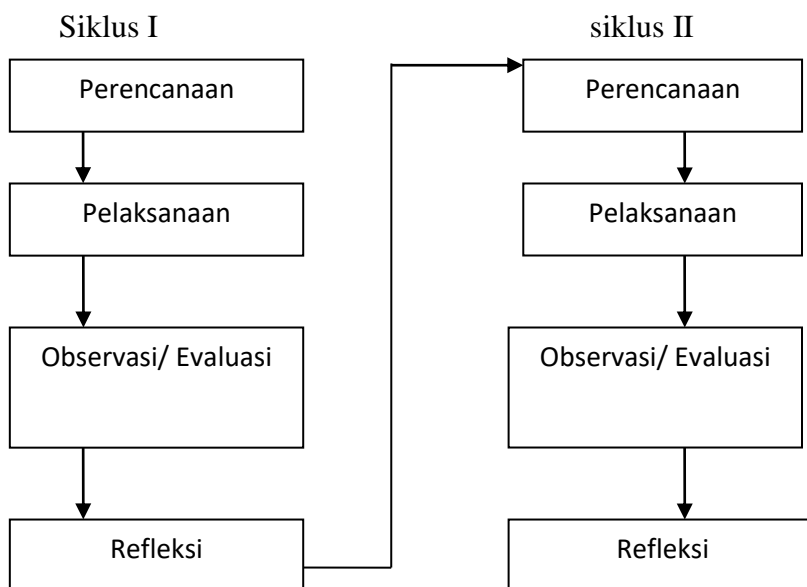 Siklus I
Perencanaan
Pelaksanaan
Observasi/ Evaluasi
Refleksi
siklus II
Perencanaan
Pelaksanaan
Observasi/ Evaluasi
Refleksi